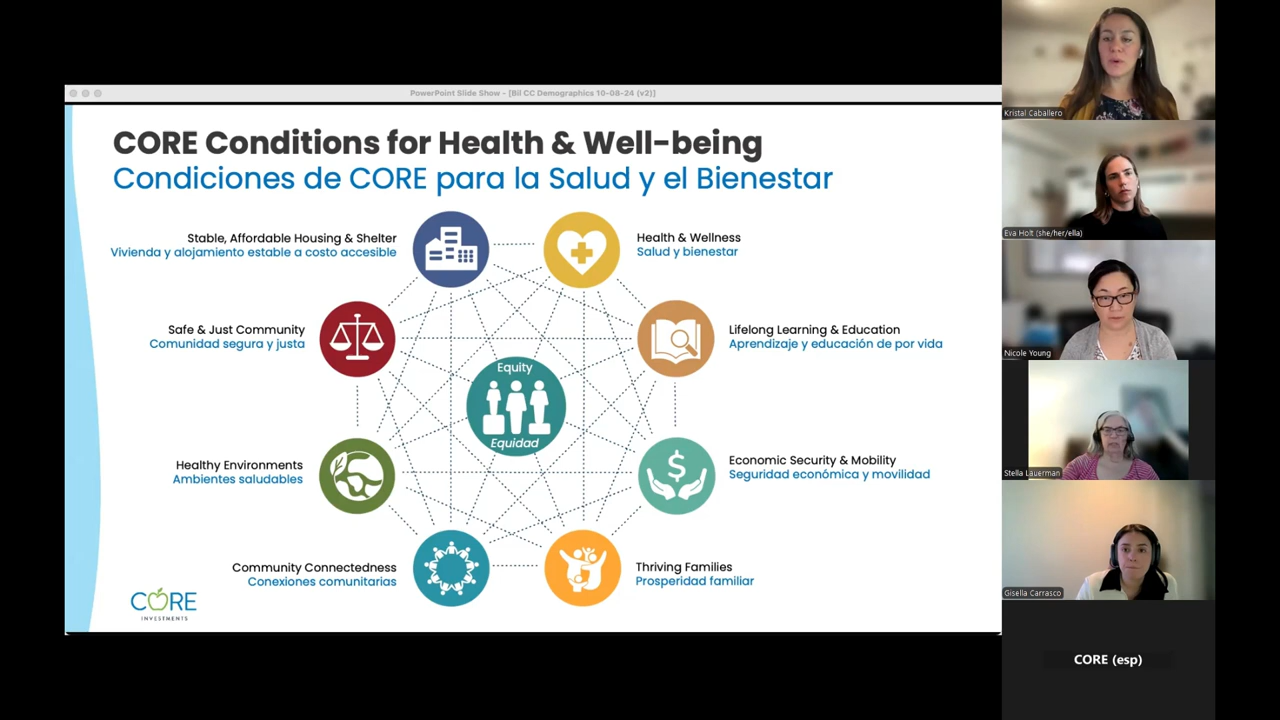 PowerPoint Slide Show - [Bil CC Demographics 10-08-24 (v2)]
CORE Conditions for Health & Well-being
Condiciones de CORE para la Salud y el Bienestar
Stable, Affordable Housing & Shelter
Vivienda y alojamiento estable a costo accesible
Health & Wellness
Salud y bienestar
Safe & Just Community
Comunidad segura y justa
Lifelong Learning & Education
Aprendizaje y educación de por vida
Equity
Equidad
Healthy Environments
Ambientes saludables
Economic Security & Mobility
Seguridad económica y movilidad
Community Connectedness
Conexiones comunitarias
Thriving Families
Prosperidad familiar
CORE
INVESTMENTS
Kristal Caballero
Eva Holt (she/her/ella)
Nicole Young
Stella Lauerman
Gisella Carrasco
CORE (esp)